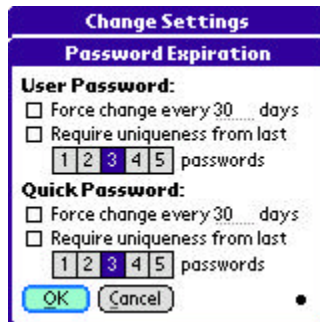 Change Settings
Password Expiration
User Password:
Force change every 30 days
Require uniqueness from last
1 2 3 4 5 passwords
Quick Password:
Force change every 30 days
Require uniqueness from last
1 2 3 4 5 passwords
OK Cancel